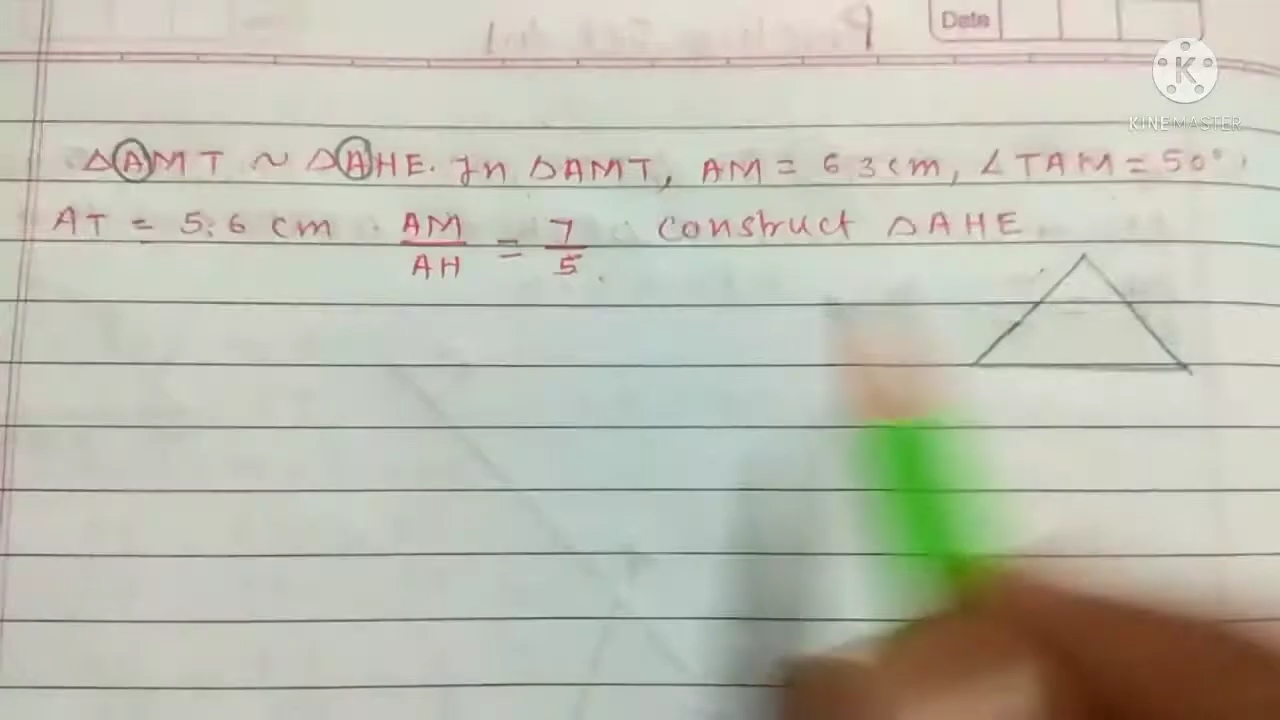 Date
K
KINEMASTER
△AMT ~ △AHE. In △AMT, AM = 6 3 cm, ∠TAM = 50°,
AT = 5.6 cm . AM/AH = 7/5 . construct △AHE.